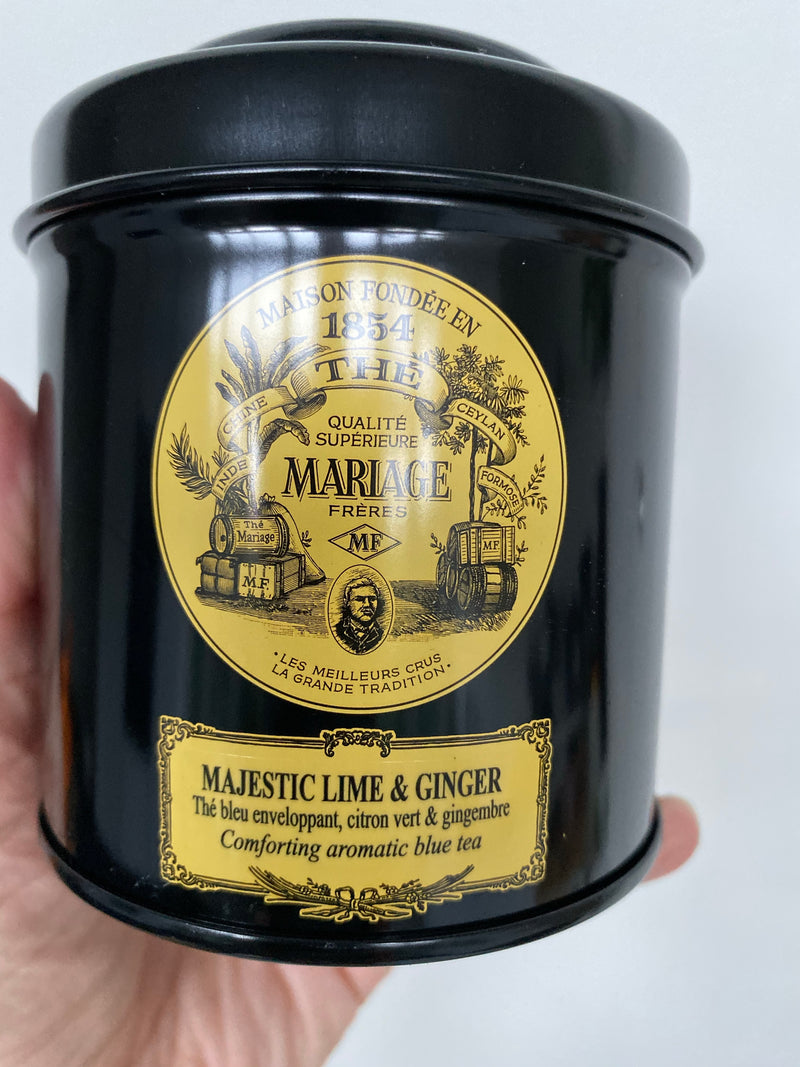 MAISON FONDÉE EN
1854
THÉ
CHINE
CEYLAN
INDE
FORMOSE
QUALITÉ
SUPÉRIEURE
MARIAGE
FRÈRES
MF
Thé
Mariage
M.F.
MF
•LES MEILLEURS CRUS
LA GRANDE TRADITION•
MAJESTIC LIME & GINGER
Thé bleu enveloppant, citron vert & gingembre
Comforting aromatic blue tea